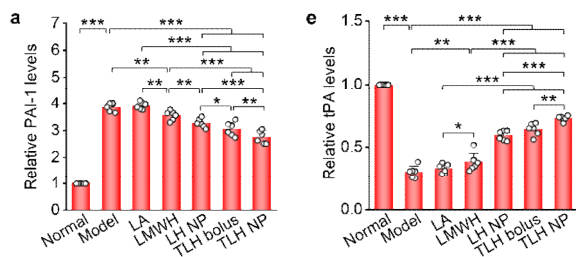 a
***
***
***
***
**
***
**
**
***
*
**
Relative PAI-1 levels
7
6
5
4
3
2
1
Normal
Model
LA
LMWH
LH NP
TLH bolus
TLH NP
e
***
***
**
***
***
***
**
*
Relative tPA levels
1.5
1.0
0.5
0.0
Normal
Model
LA
LMWH
LH NP
TLH bolus
TLH NP